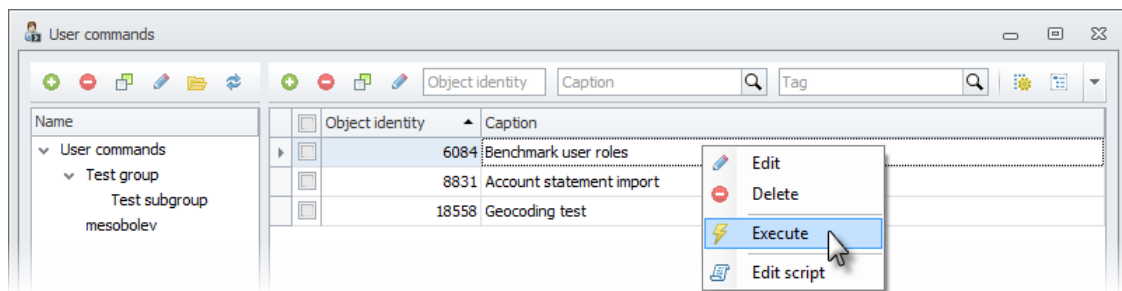 User commands
Object identity Caption Tag
Name
Object identity Caption
User commands
Test group
Test subgroup
mesobolev
6084 Benchmark user roles
8831 Account statement import
18558 Geocoding test
Edit
Delete
Execute
Edit script